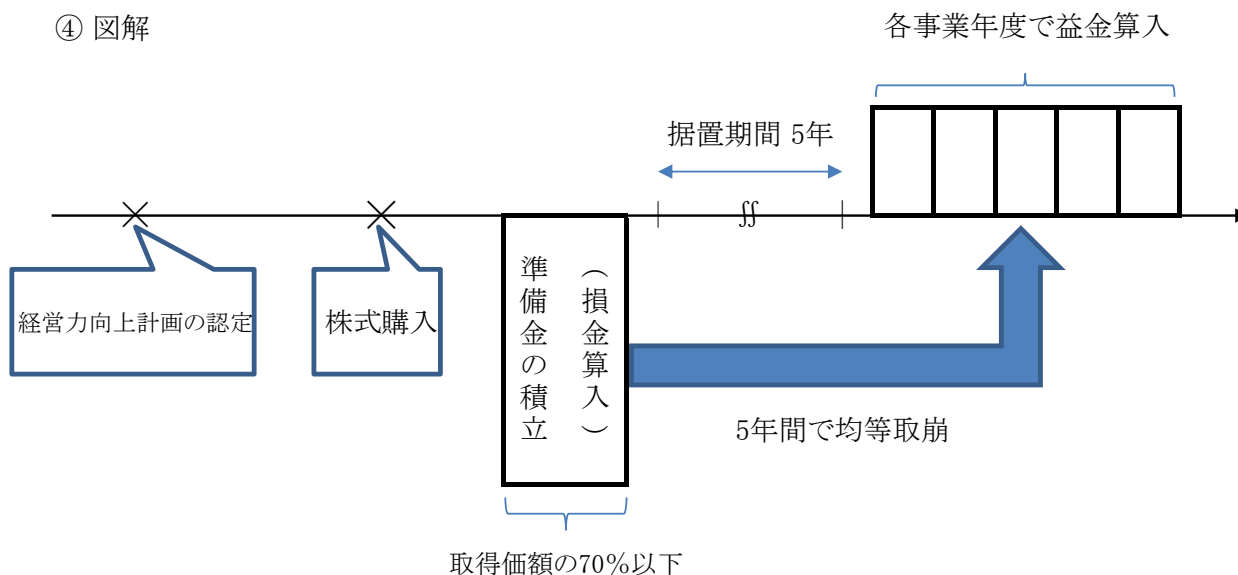 ④ 図解
各事業年度で益金算入
据置期間 5年
経営力向上計画の認定
株式購入
準備金の積立
（損金算入）
5年間で均等取崩
取得価額の70％以下